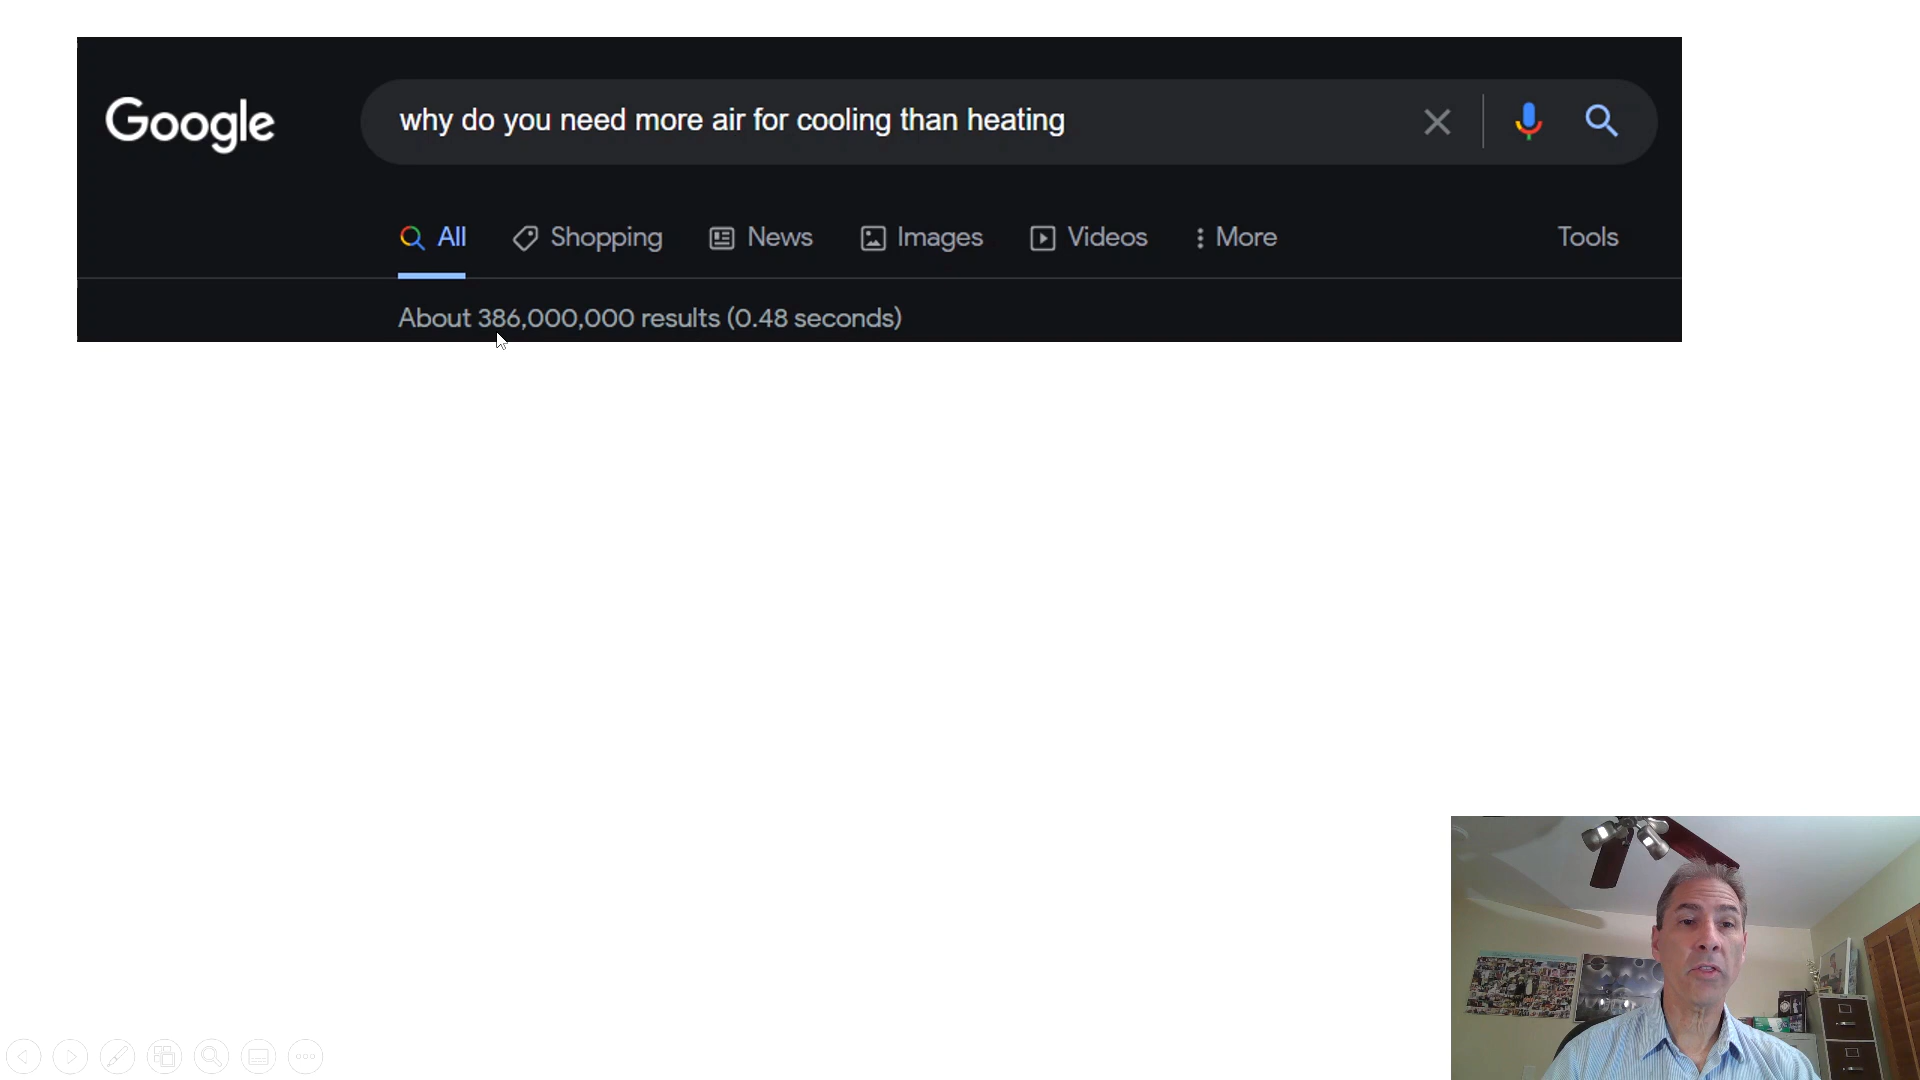 Google
why do you need more air for cooling than heating
All Shopping News Images Videos More Tools
About 386,000,000 results (0.48 seconds)